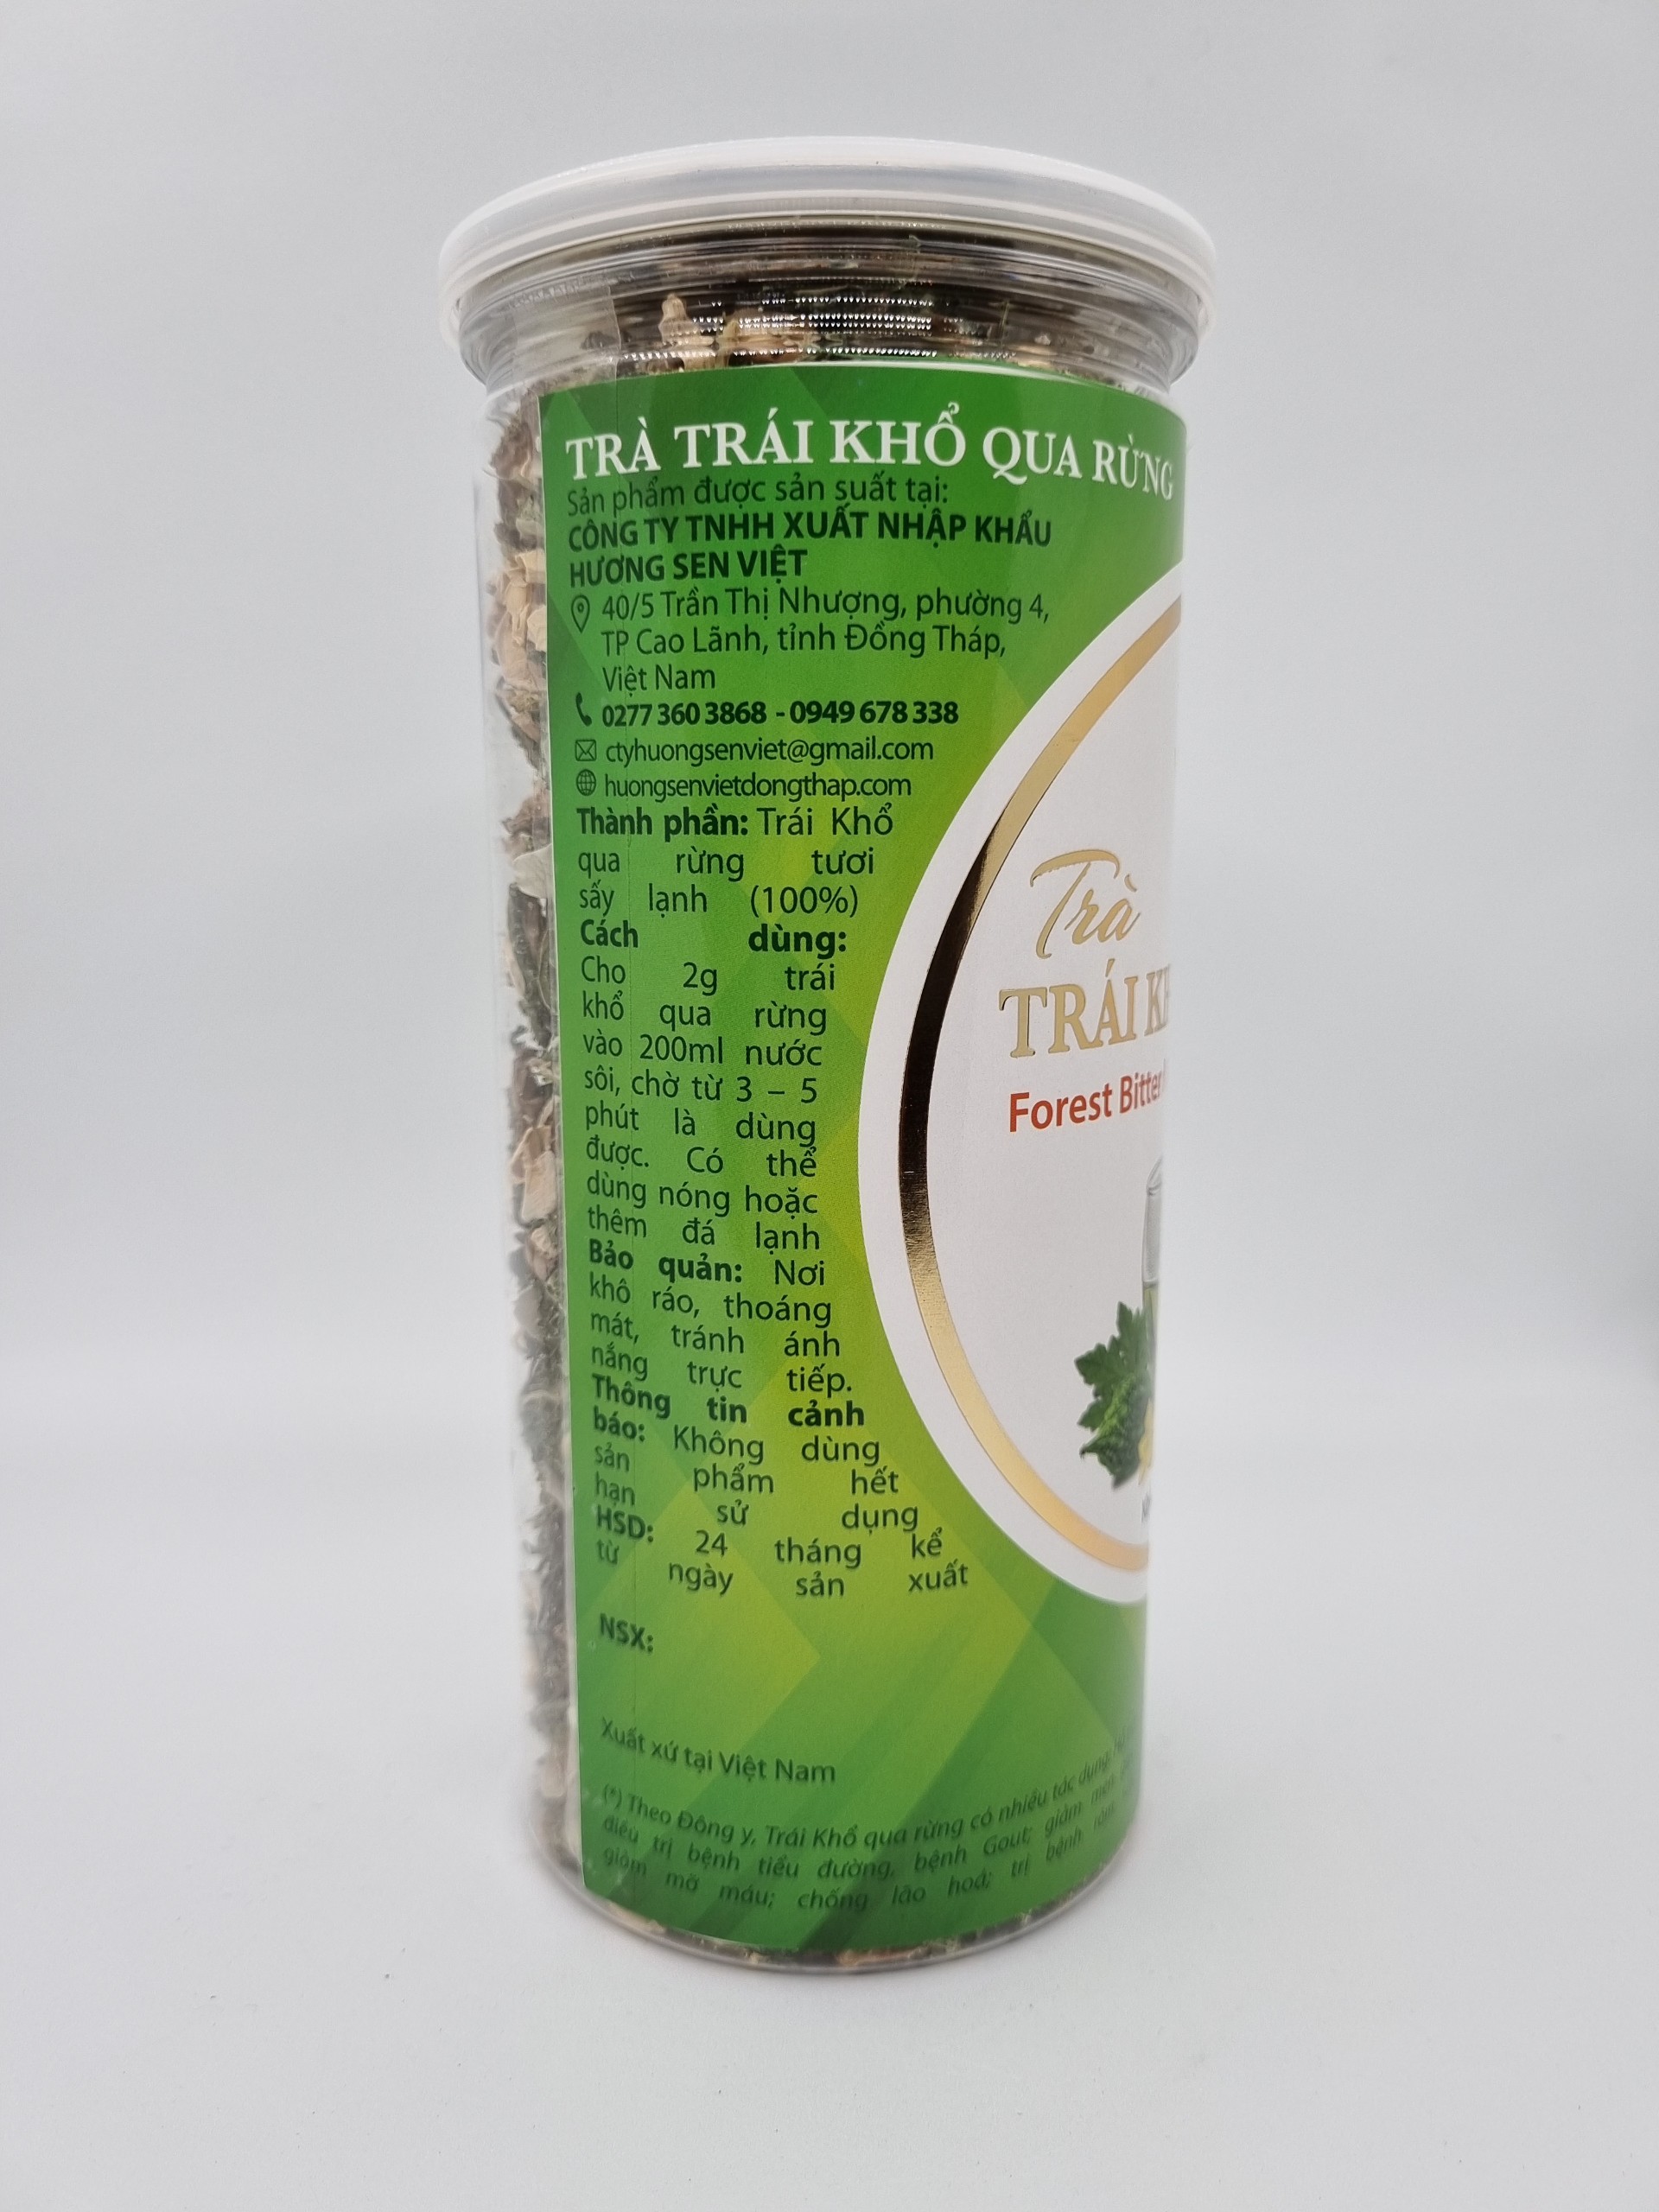 TRÀ TRÁI KHỔ QUA RỪNG
Sản phẩm được sản suất tại:
CÔNG TY TNHH XUẤT NHẬP KHẨU
HƯƠNG SEN VIỆT
40/5 Trần Thị Nhượng, phường 4,
TP Cao Lãnh, tỉnh Đồng Tháp,
Việt Nam
0277 360 3868 - 0949 678 338
ctyhuongsenviet@gmail.com
huongsenvietdongthap.com
Thành phần: Trái Khổ
qua rừng tươi
sấy lạnh (100%)
Cách dùng:
Cho 2g trái
khổ qua rừng
vào 200ml nước
sôi, chờ từ 3 – 5
phút là dùng
được. Có thể
dùng nóng hoặc
thêm đá lạnh
Bảo quản: Nơi
khô ráo, thoáng
mát, tránh ánh
nắng trực tiếp.
Thông tin cảnh
báo: Không dùng
sản phẩm hết
hạn sử dụng
HSD: 24 tháng kể
từ ngày sản xuất
NSX:
Xuất xứ tại Việt Nam
(*) Theo Đông y, Trái Khổ qua rừng có nhiều tác dụng:
điều trị bệnh tiểu đường, bệnh Gout; giảm
giảm mỡ máu; chống lão hoá; trị bệnh
Trà
TRÁI
Forest Bitter